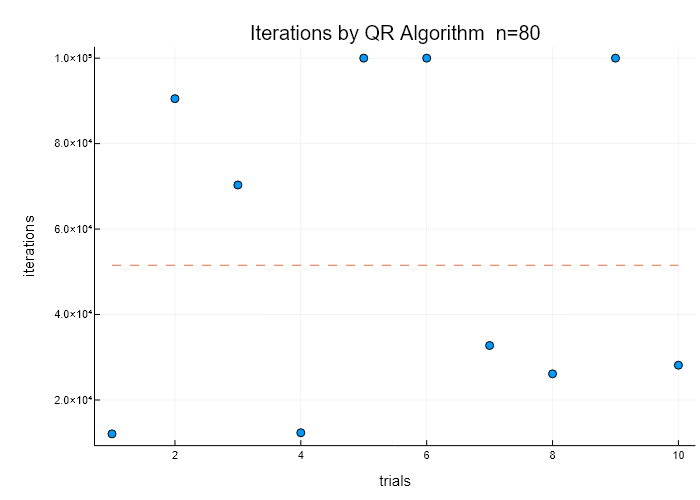 Iterations by QR Algorithm n=80
1.0×10⁵
8.0×10⁴
6.0×10⁴
4.0×10⁴
2.0×10⁴
iterations
2 4 6 8 10
trials